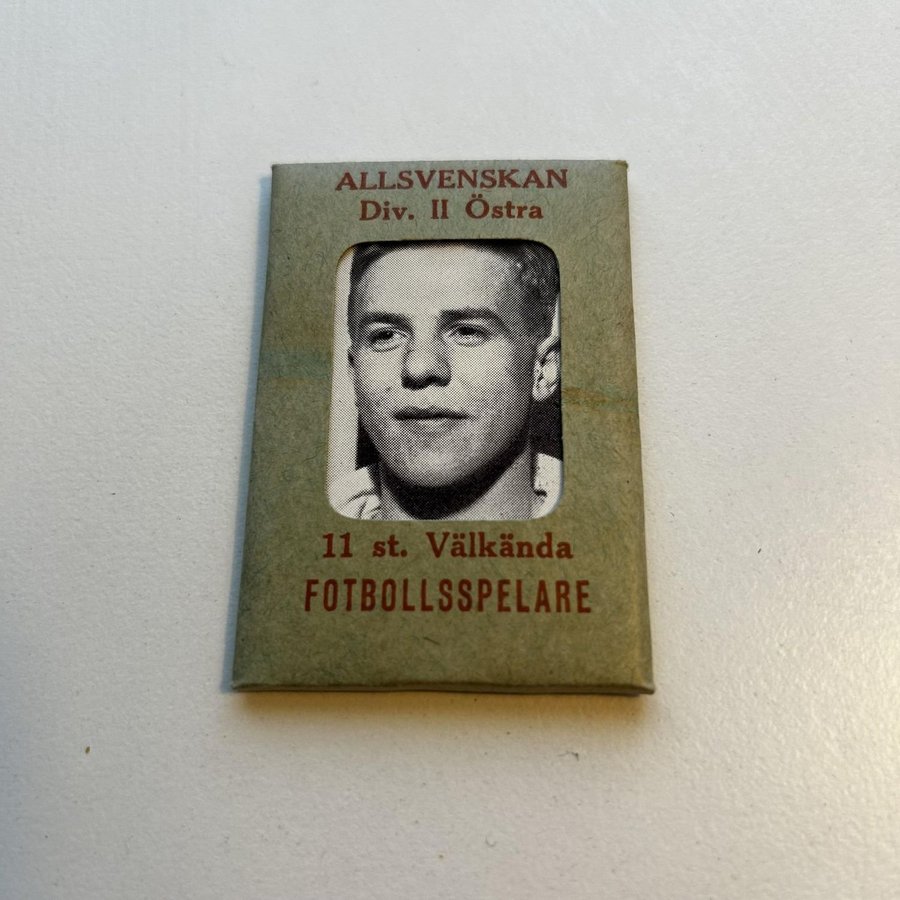 ALLSVENSKAN
Div. II Östra
11 st. Välkända
FOTBOLLSSPELARE